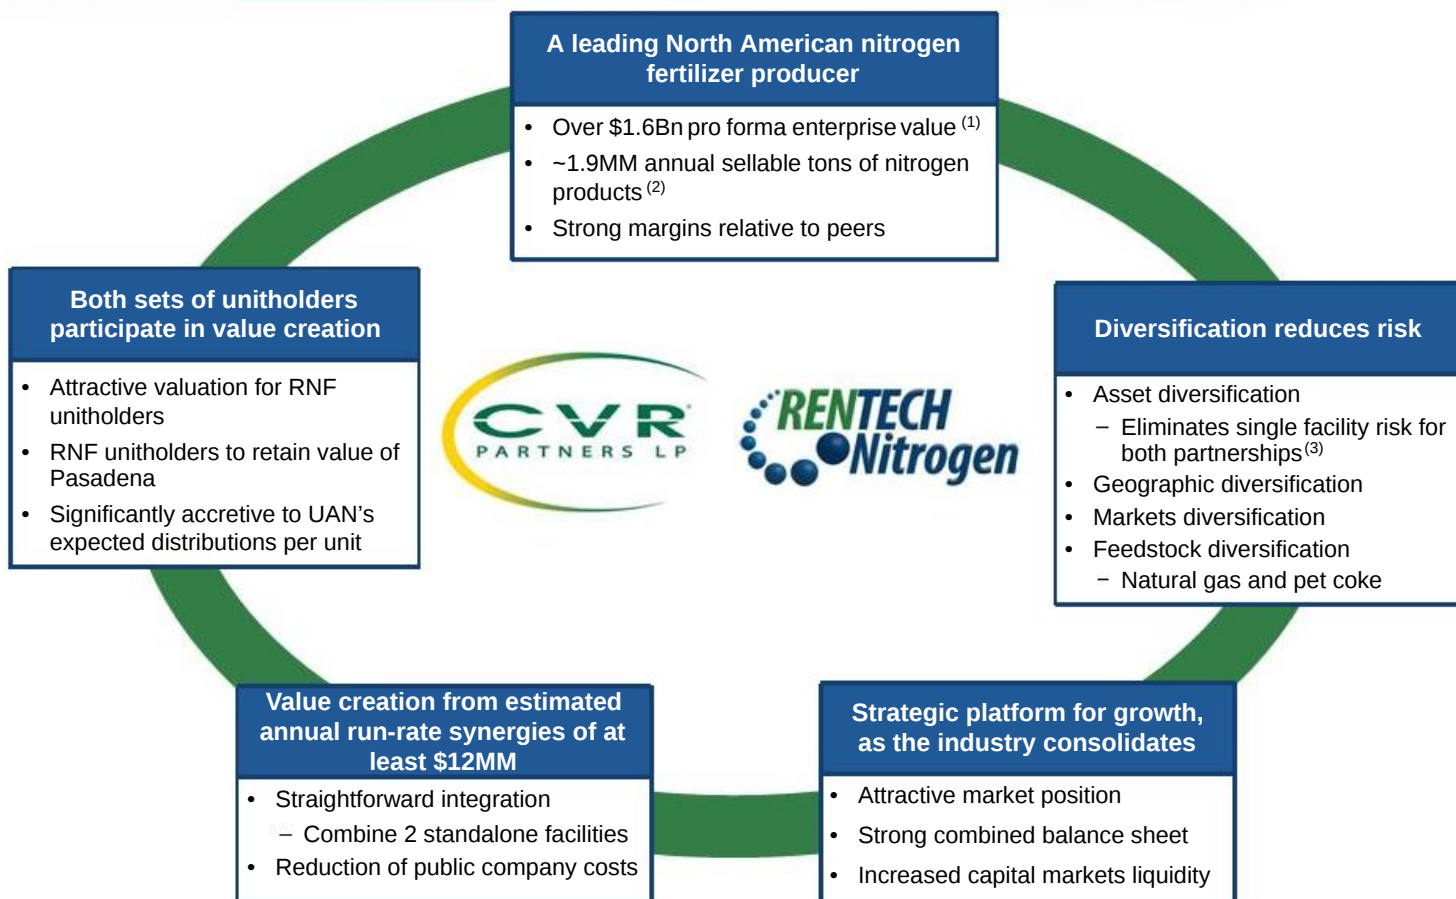 A leading North American nitrogen
fertilizer producer
• Over $1.6Bn pro forma enterprise value (1)
• ~1.9MM annual sellable tons of nitrogen
products (2)
• Strong margins relative to peers
Both sets of unitholders
participate in value creation
• Attractive valuation for RNF
unitholders
• RNF unitholders to retain value of
Pasadena
• Significantly accretive to UAN’s
expected distributions per unit
CVR
PARTNERS LP
RENTECH
Nitrogen
Diversification reduces risk
• Asset diversification
– Eliminates single facility risk for
both partnerships (3)
• Geographic diversification
• Markets diversification
• Feedstock diversification
– Natural gas and pet coke
Value creation from estimated
annual run-rate synergies of at
least $12MM
• Straightforward integration
– Combine 2 standalone facilities
• Reduction of public company costs
Strategic platform for growth,
as the industry consolidates
• Attractive market position
• Strong combined balance sheet
• Increased capital markets liquidity